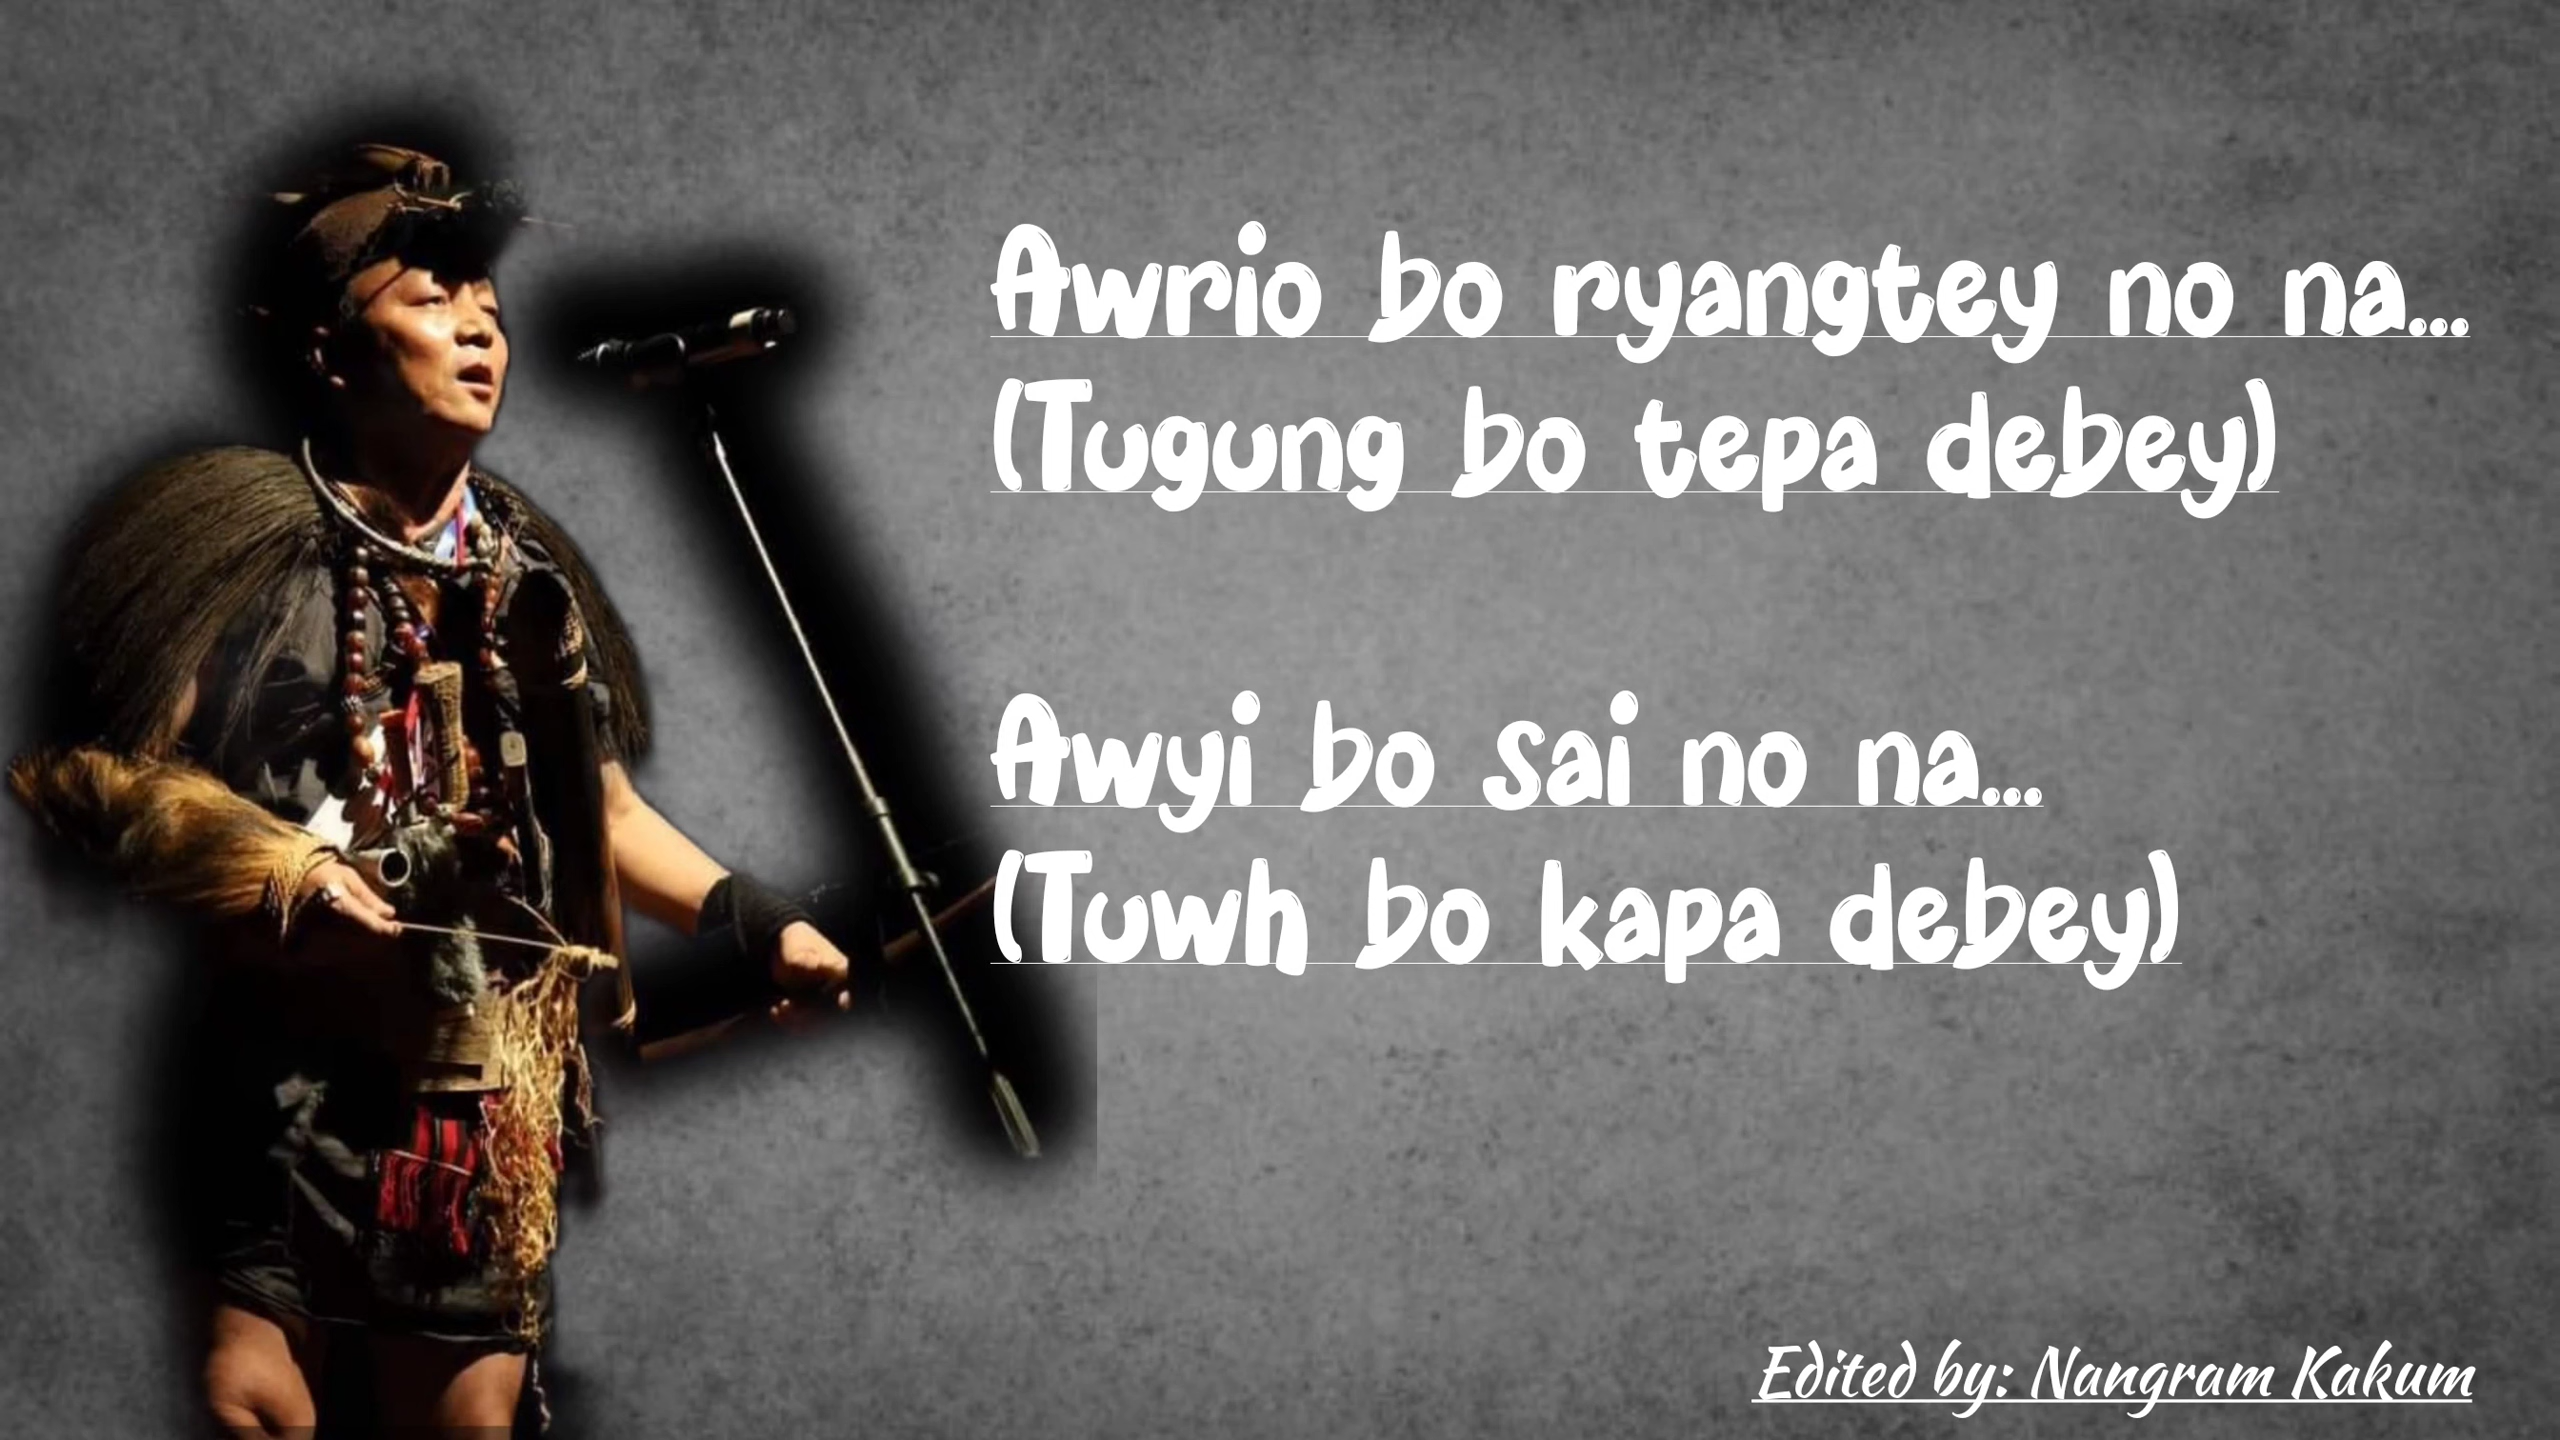 Awrio bo ryangtey no na...
(Tugung bo tepa debey)
Awyi bo sai no na...
(Tuwh bo kapa debey)
Edited by: Nangram Kakum